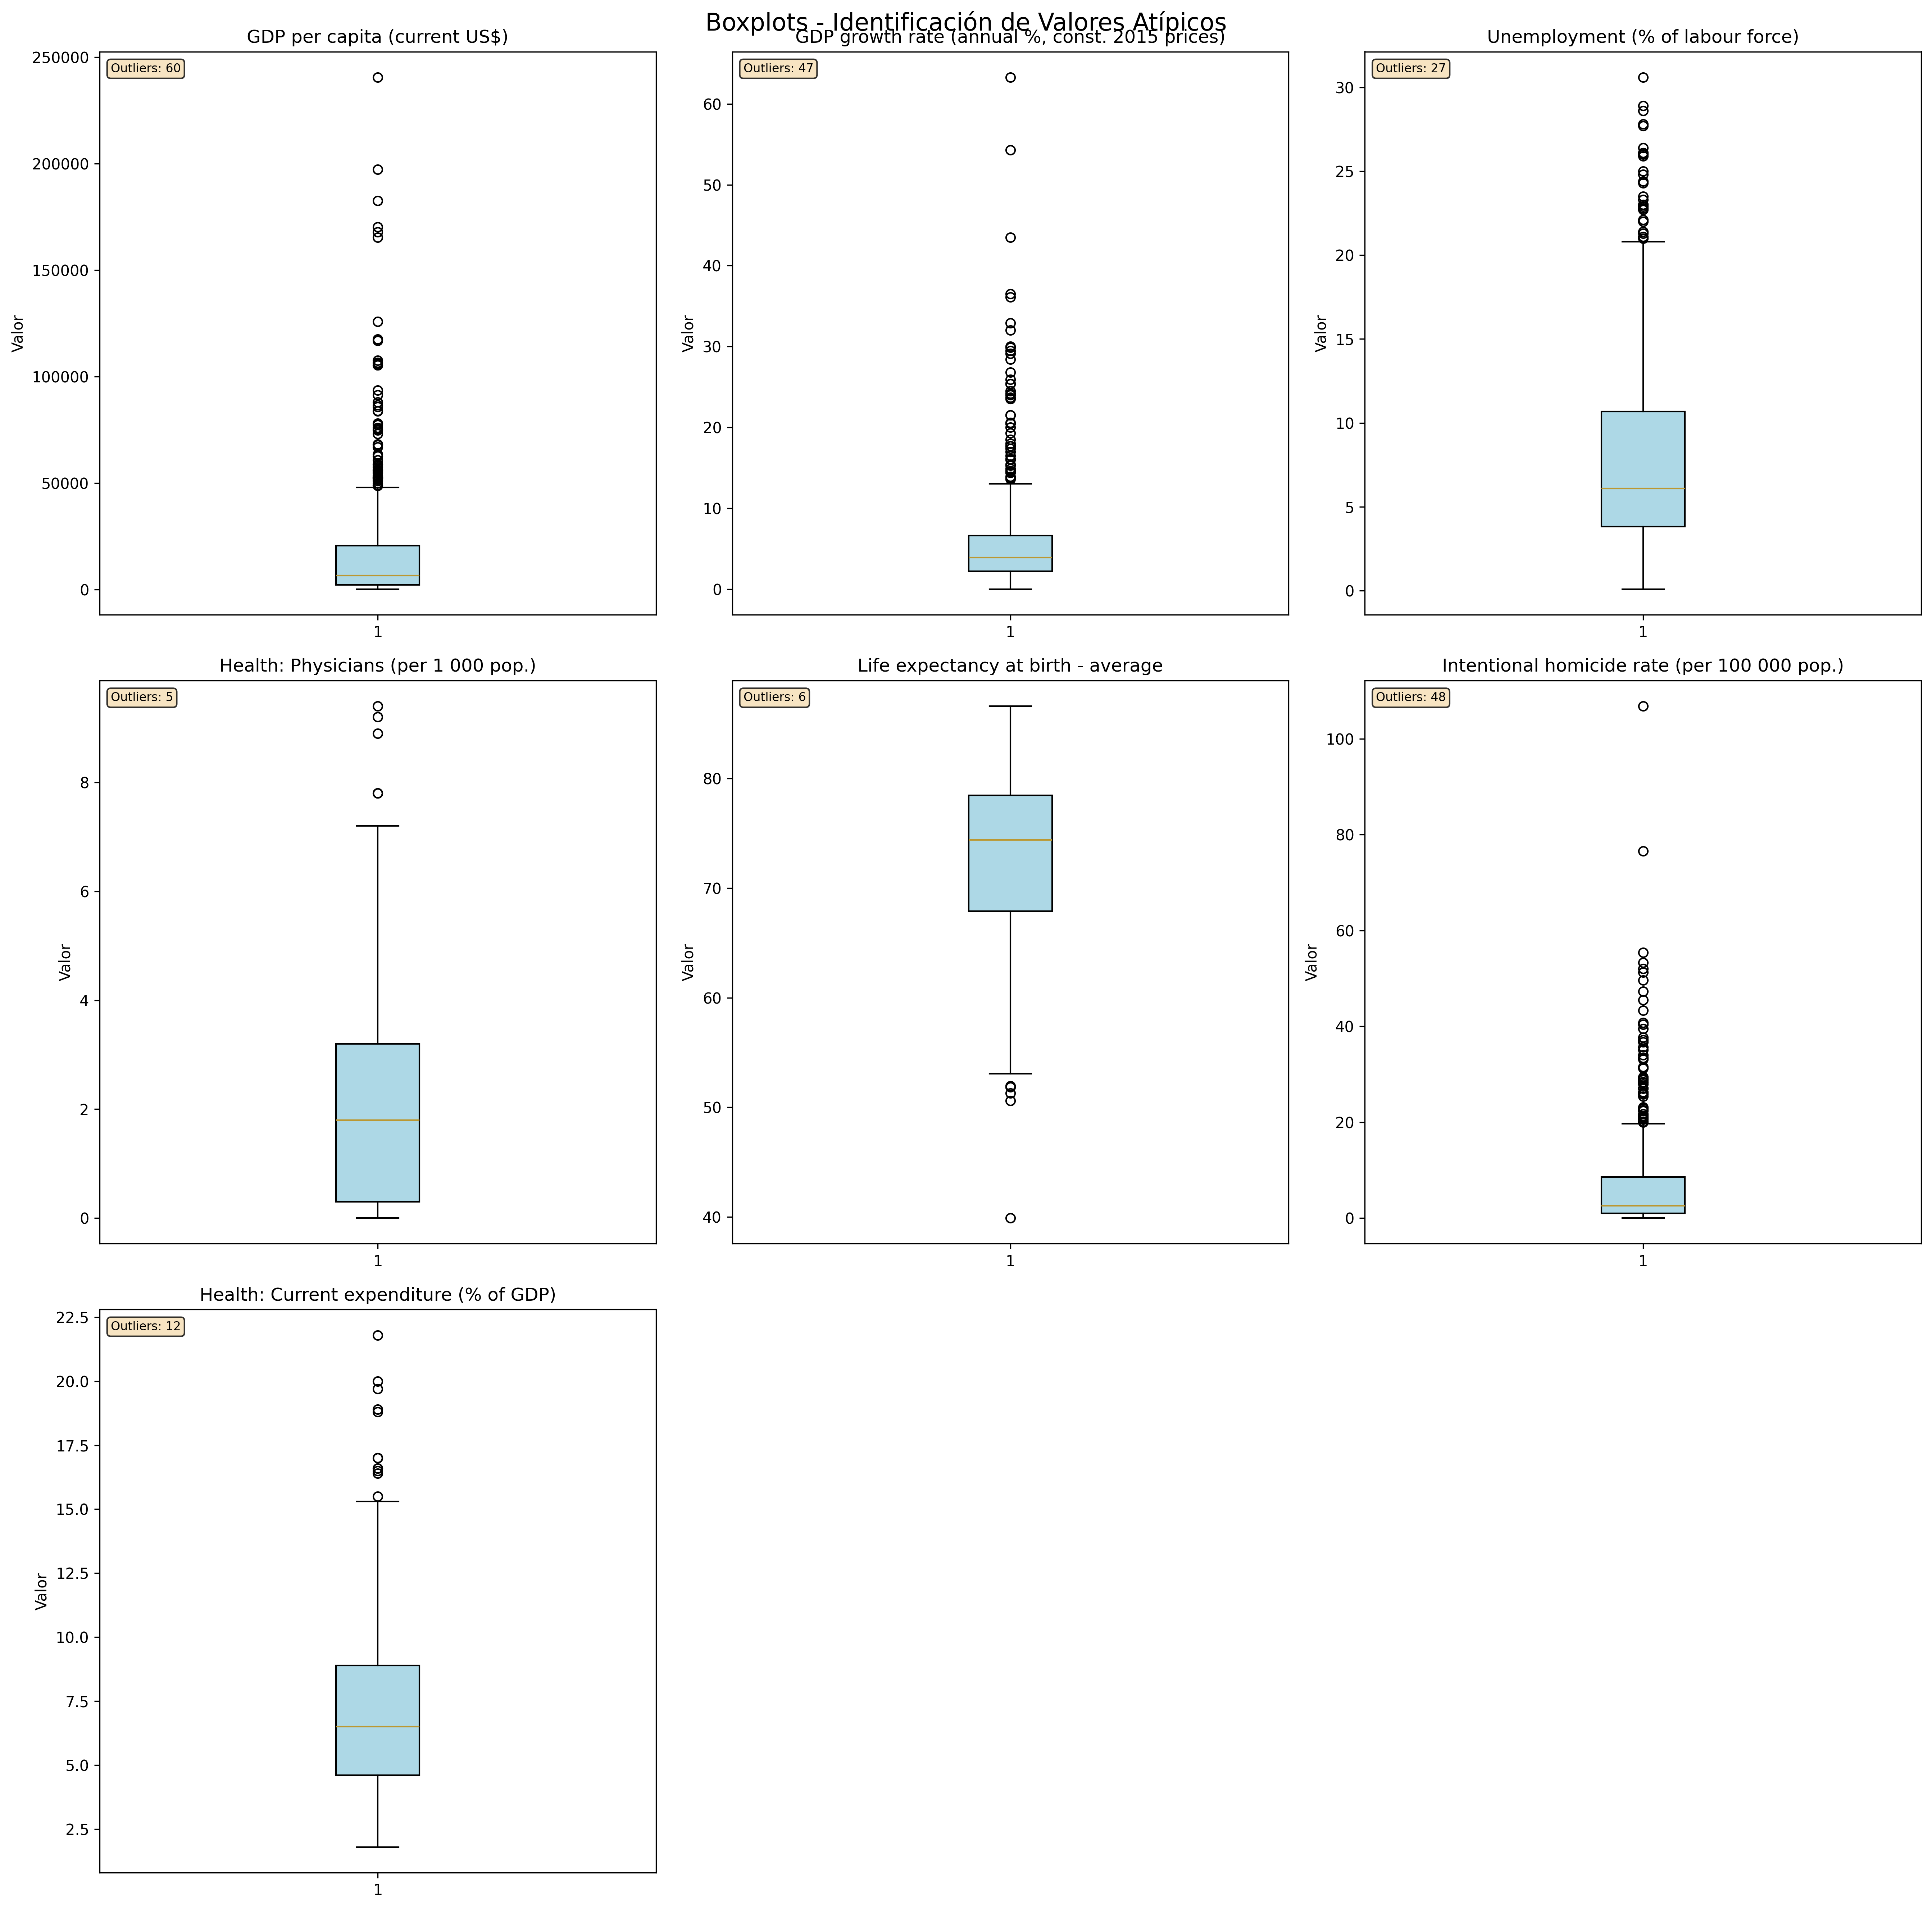 Boxplots - Identificación de Valores Atípicos
GDP per capita (current US$)
Outliers: 60
Valor
250000
200000
150000
100000
50000
0
1
GDP growth rate (annual %, const. 2015 prices)
Outliers: 47
Valor
60
50
40
30
20
10
0
1
Unemployment (% of labour force)
Outliers: 27
Valor
30
25
20
15
10
5
0
1
Health: Physicians (per 1 000 pop.)
Outliers: 5
Valor
8
6
4
2
0
1
Life expectancy at birth - average
Outliers: 6
Valor
80
70
60
50
40
1
Intentional homicide rate (per 100 000 pop.)
Outliers: 48
Valor
100
80
60
40
20
0
1
Health: Current expenditure (% of GDP)
Outliers: 12
Valor
22.5
20.0
17.5
15.0
12.5
10.0
7.5
5.0
2.5
1